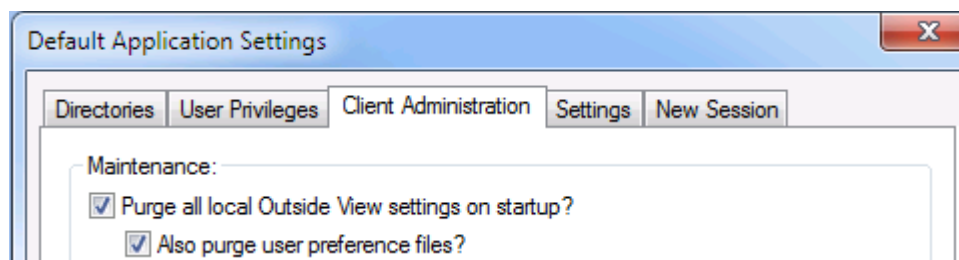 Default Application Settings
Directories User Privileges Client Administration Settings New Session
Maintenance:
Purge all local Outside View settings on startup?
Also purge user preference files?